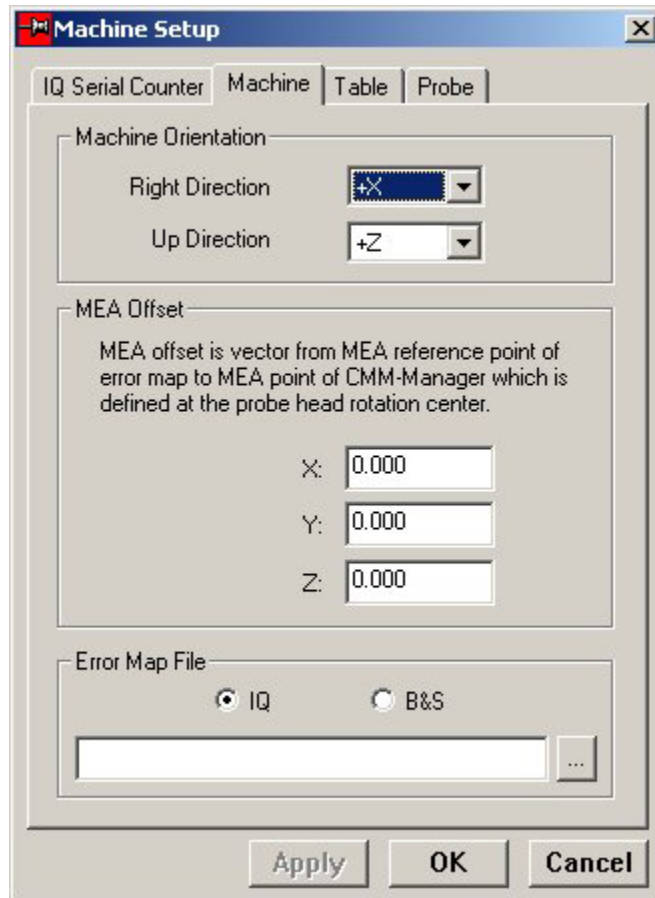 Machine Setup
IQ Serial Counter Machine Table Probe
Machine Orientation
Right Direction +X
Up Direction +Z
MEA Offset
MEA offset is vector from MEA reference point of
error map to MEA point of CMM-Manager which is
defined at the probe head rotation center.
X: 0.000
Y: 0.000
Z: 0.000
Error Map File
IQ B&S
...
Apply OK Cancel